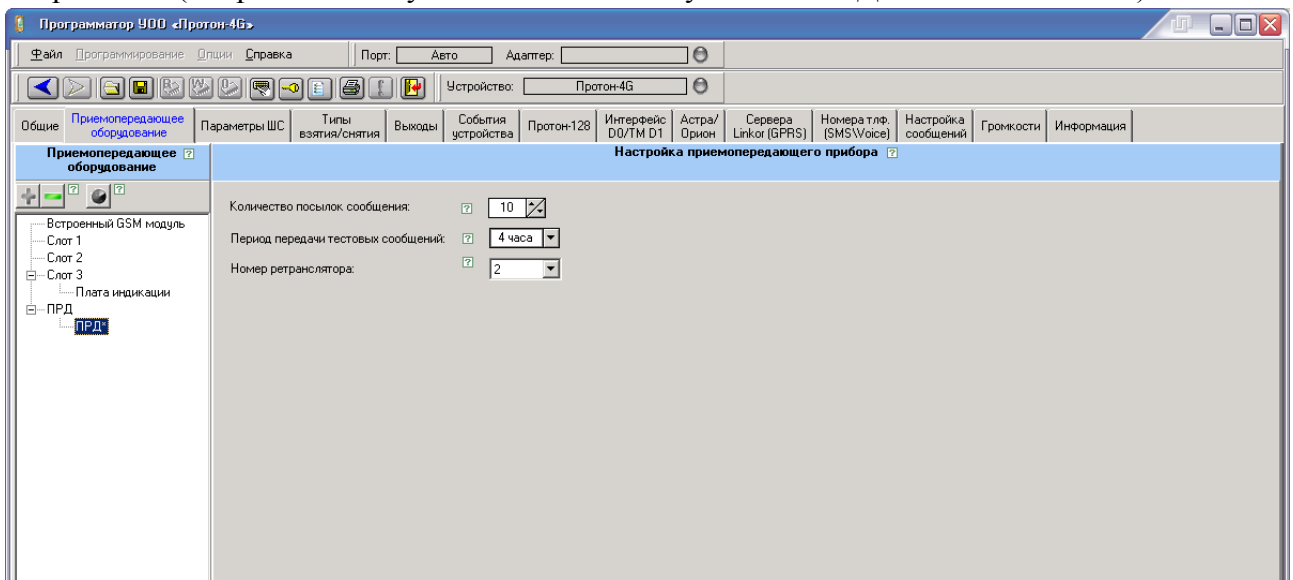 Программатор УОО «Протон-4G»
Файл Программирование Опции Справка Порт: Авто Адаптер:
Устройство: Протон-4G
Общие
Приемопередающее оборудование
Параметры ШС
Типы взятия/снятия
Выходы
События устройства
Протон-128
Интерфейс D0/TM D1
Астра/Орион
Сервера Linkor (GPRS)
Номера тлф. (SMS\Voice)
Настройка сообщений
Громкости
Информация
Приемопередающее ?
оборудование
Настройка приемопередающего прибора ?
? ?
Количество посылок сообщения: ? 10
Период передачи тестовых сообщений: ? 4 часа
Номер ретранслятора: ? 2
Встроенный GSM модуль
Слот 1
Слот 2
Слот 3
Плата индикации
ПРД
ПРД*